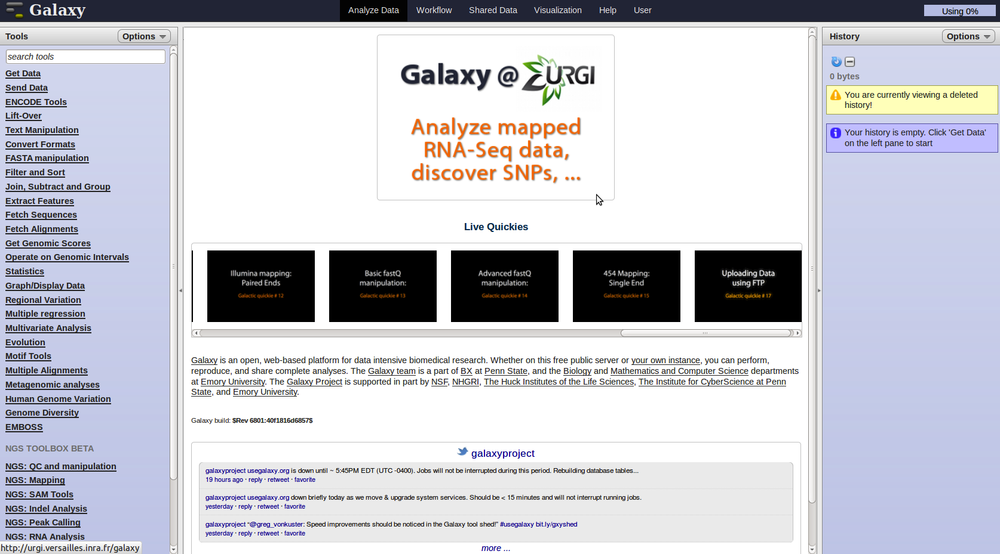 Galaxy
Analyze Data Workflow Shared Data Visualization Help User
Using 0%
Tools
Options
search tools
Get Data
Send Data
ENCODE Tools
Lift-Over
Text Manipulation
Convert Formats
FASTA manipulation
Filter and Sort
Join, Subtract and Group
Extract Features
Fetch Sequences
Fetch Alignments
Get Genomic Scores
Operate on Genomic Intervals
Statistics
Graph/Display Data
Regional Variation
Multiple regression
Multivariate Analysis
Evolution
Motif Tools
Multiple Alignments
Metagenomic analyses
Human Genome Variation
Genome Diversity
EMBOSS
NGS TOOLBOX BETA
NGS: QC and manipulation
NGS: Mapping
NGS: SAM Tools
NGS: Indel Analysis
NGS: Peak Calling
NGS: RNA Analysis
http://urgi.versailles.inra.fr/galaxy
Galaxy @ URGI
Analyze mapped
RNA-Seq data,
discover SNPs, ...
Live Quickies
Illumina mapping:
Paired Ends
Galactic quickie # 12
Basic fastQ
manipulation:
Galactic quickie # 13
Advanced fastQ
manipulation:
Galactic quickie # 14
454 Mapping:
Single End
Galactic quickie # 15
Uploading Data
using FTP
Galactic quickie # 17
Galaxy is an open, web-based platform for data intensive biomedical research. Whether on this free public server or your own instance, you can perform,
reproduce, and share complete analyses. The Galaxy team is a part of BX at Penn State, and the Biology and Mathematics and Computer Science departments
at Emory University. The Galaxy Project is supported in part by NSF, NHGRI, The Huck Institutes of the Life Sciences, The Institute for CyberScience at Penn
State, and Emory University.
Galaxy build: $Rev 6801:40f1816d6857$
galaxyproject
galaxyproject usegalaxy.org is down until ~ 5:45PM EDT (UTC -0400). Jobs will not be interrupted during this period. Rebuilding database tables...
19 hours ago · reply · retweet · favorite
galaxyproject usegalaxy.org down briefly today as we move & upgrade system services. Should be < 15 minutes and will not interrupt running jobs.
yesterday · reply · retweet · favorite
galaxyproject “@greg_vonkuster: Speed improvements should be noticed in the Galaxy tool shed!” #usegalaxy bit.ly/gxyshed
yesterday · reply · retweet · favorite
more ...
History
Options
0 bytes
You are currently viewing a deleted
history!
Your history is empty. Click 'Get Data'
on the left pane to start